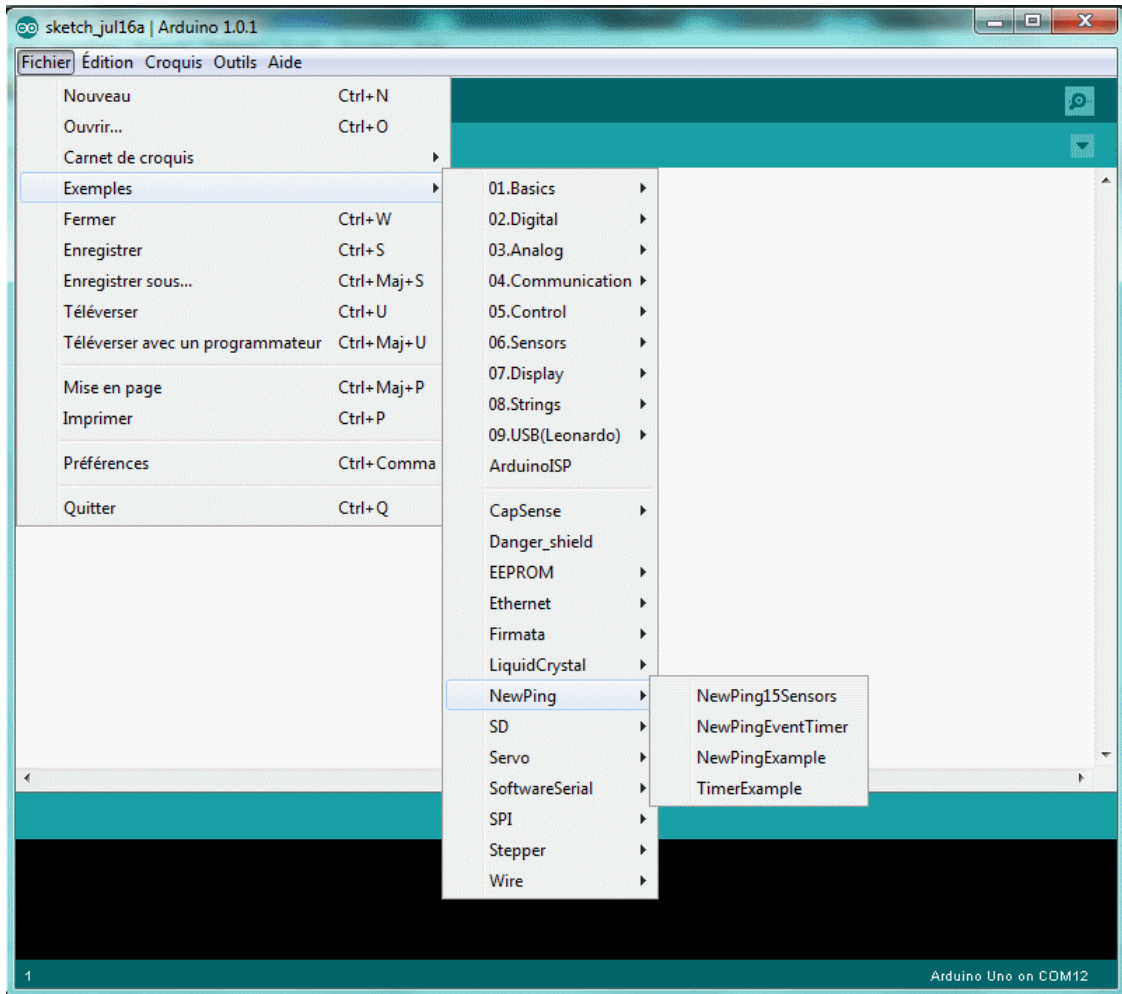 sketch_jul16a | Arduino 1.0.1
Fichier Édition Croquis Outils Aide
Nouveau Ctrl+N
Ouvrir... Ctrl+O
Carnet de croquis
Exemples
Fermer Ctrl+W
Enregistrer Ctrl+S
Enregistrer sous... Ctrl+Maj+S
Téléverser Ctrl+U
Téléverser avec un programmateur Ctrl+Maj+U
Mise en page Ctrl+Maj+P
Imprimer Ctrl+P
Préférences Ctrl+Comma
Quitter Ctrl+Q
01.Basics
02.Digital
03.Analog
04.Communication
05.Control
06.Sensors
07.Display
08.Strings
09.USB(Leonardo)
ArduinoISP
CapSense
Danger_shield
EEPROM
Ethernet
Firmata
LiquidCrystal
NewPing
SD
Servo
SoftwareSerial
SPI
Stepper
Wire
NewPing15Sensors
NewPingEventTimer
NewPingExample
TimerExample
1 Arduino Uno on COM12